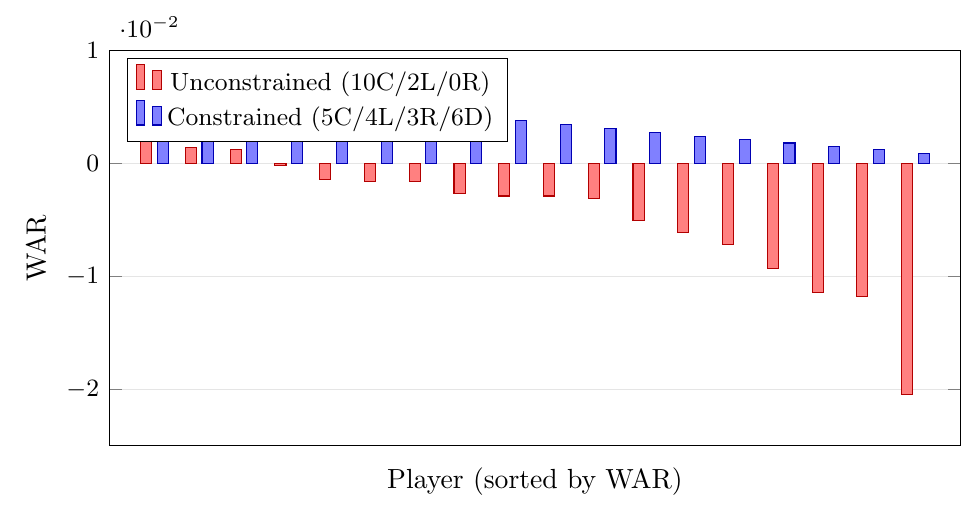 ·10⁻²
1
0
−1
−2
WAR
Unconstrained (10C/2L/0R)
Constrained (5C/4L/3R/6D)
Player (sorted by WAR)